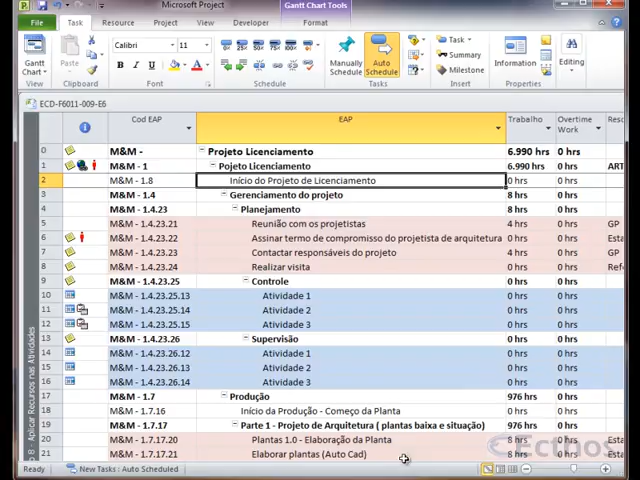 Microsoft Project
Gantt Chart Tools
File Task Resource Project View Developer Format
Paste
Gantt Chart
Calibri 11
Manually Schedule
Auto Schedule
Task
Summary
Milestone
Information
Editing
View Clipboard Font Schedule Tasks Insert Properties
ECD-F6011-009-E6
Cod EAP EAP Trabalho Overtime Work
0 M&M - Projeto Licenciamento 6.990 hrs 0 hrs
1 M&M - 1 Pojeto Licenciamento 6.990 hrs 0 hrs ART
2 M&M - 1.8 Início do Projeto de Licenciamento 0 hrs 0 hrs
3 M&M - 1.4 Gerenciamento do projeto 8 hrs 0 hrs
4 M&M - 1.4.23 Planejamento 8 hrs 0 hrs
5 M&M - 1.4.23.21 Reunião com os projetistas 4 hrs 0 hrs GP
6 M&M - 1.4.23.22 Assinar termo de compromisso do projetista de arquitetura 0 hrs 0 hrs Esta
7 M&M - 1.4.23.23 Contactar responsáveis do projeto 4 hrs 0 hrs GP
8 M&M - 1.4.23.24 Realizar visita 0 hrs 0 hrs Refe
9 M&M - 1.4.23.25 Controle 0 hrs 0 hrs
10 M&M - 1.4.23.25.13 Atividade 1 0 hrs 0 hrs
11 M&M - 1.4.23.25.14 Atividade 2 0 hrs 0 hrs
12 M&M - 1.4.23.25.15 Atividade 3 0 hrs 0 hrs
13 M&M - 1.4.23.26 Supervisão 0 hrs 0 hrs
14 M&M - 1.4.23.26.12 Atividade 1 0 hrs 0 hrs
15 M&M - 1.4.23.26.13 Atividade 2 0 hrs 0 hrs
16 M&M - 1.4.23.26.14 Atividade 3 0 hrs 0 hrs
17 M&M - 1.7 Produção 976 hrs 0 hrs
18 M&M - 1.7.16 Início da Produção - Começo da Planta 0 hrs 0 hrs
19 M&M - 1.7.17 Parte 1 - Projeto de Arquitetura ( plantas baixa e situação) 976 hrs 0 hrs
20 M&M - 1.7.17.20 Plantas 1.0 - Elaboração da Planta 8 hrs 0 hrs Esta
21 M&M - 1.7.17.21 Elaborar plantas (Auto Cad) 8 hrs 0 hrs Esta
8 - Aplicar Recursos nas Atividades
Ecthos
Ready New Tasks : Auto Scheduled